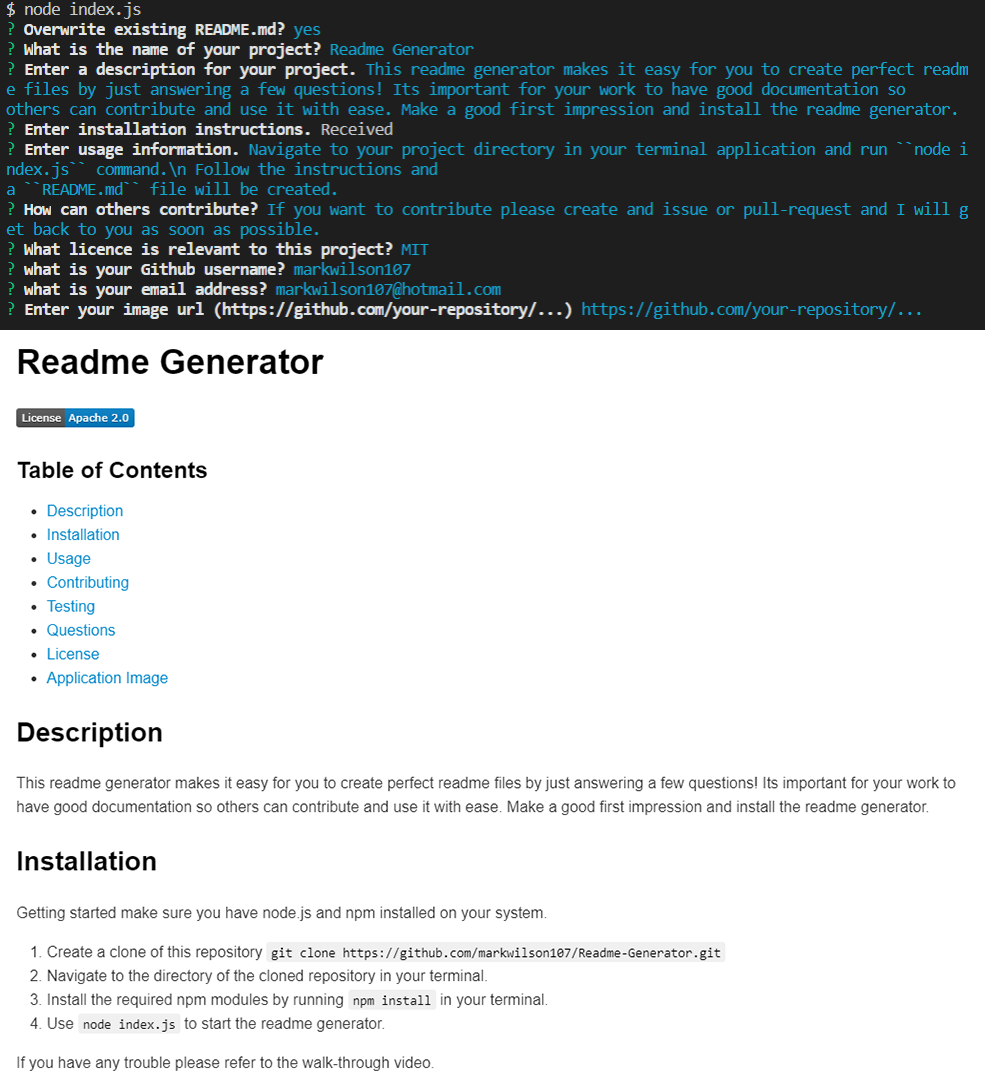 $ node index.js
? Overwrite existing README.md? yes
? What is the name of your project? Readme Generator
? Enter a description for your project. This readme generator makes it easy for you to create perfect readm
e files by just answering a few questions! Its important for your work to have good documentation so
others can contribute and use it with ease. Make a good first impression and install the readme generator.
? Enter installation instructions. Received
? Enter usage information. Navigate to your project directory in your terminal application and run ``node i
ndex.js`` command.\n Follow the instructions and
a ``README.md`` file will be created.
? How can others contribute? If you want to contribute please create and issue or pull-request and I will g
et back to you as soon as possible.
? What licence is relevant to this project? MIT
? what is your Github username? markwilson107
? what is your email address? markwilson107@hotmail.com
? Enter your image url (https://github.com/your-repository/...) https://github.com/your-repository/...
Readme Generator
License Apache 2.0
Table of Contents
• Description
• Installation
• Usage
• Contributing
• Testing
• Questions
• License
• Application Image
Description
This readme generator makes it easy for you to create perfect readme files by just answering a few questions! Its important for your work to
have good documentation so others can contribute and use it with ease. Make a good first impression and install the readme generator.
Installation
Getting started make sure you have node.js and npm installed on your system.
1. Create a clone of this repository git clone https://github.com/markwilson107/Readme-Generator.git
2. Navigate to the directory of the cloned repository in your terminal.
3. Install the required npm modules by running npm install in your terminal.
4. Use node index.js to start the readme generator.
If you have any trouble please refer to the walk-through video.